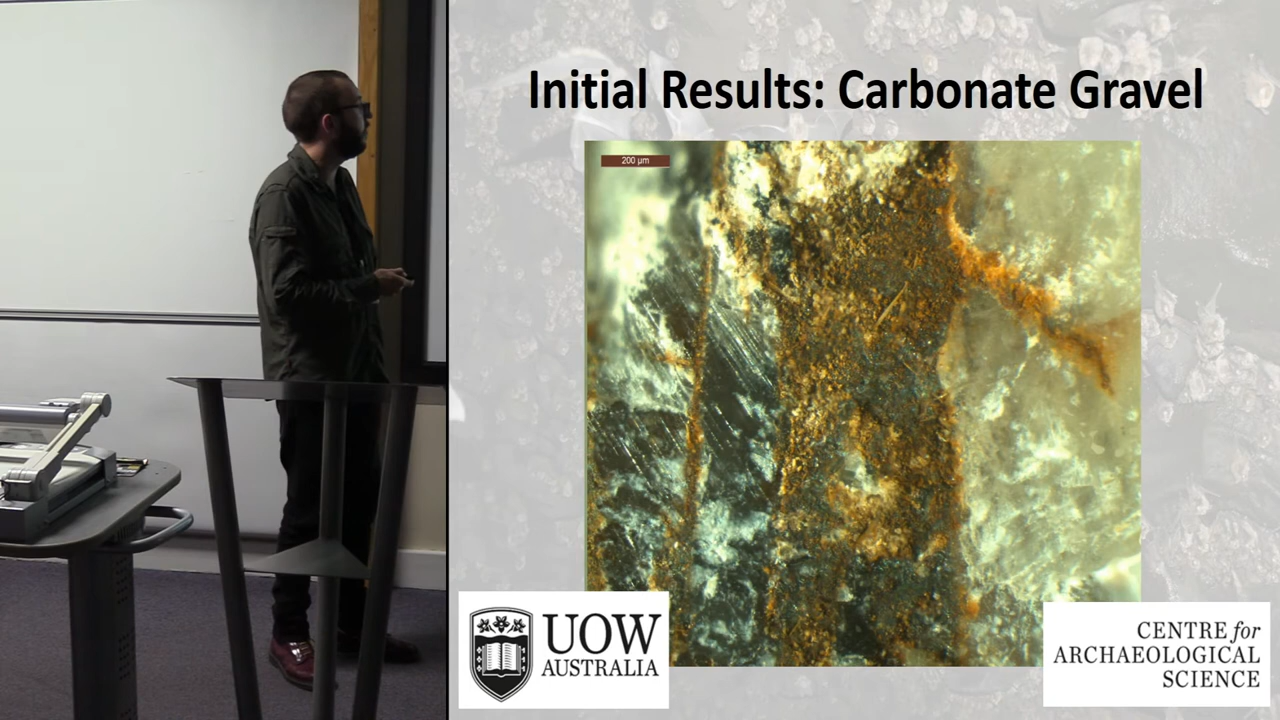 Initial Results: Carbonate Gravel
200 µm
UOW
AUSTRALIA
CENTRE for
ARCHAEOLOGICAL
SCIENCE